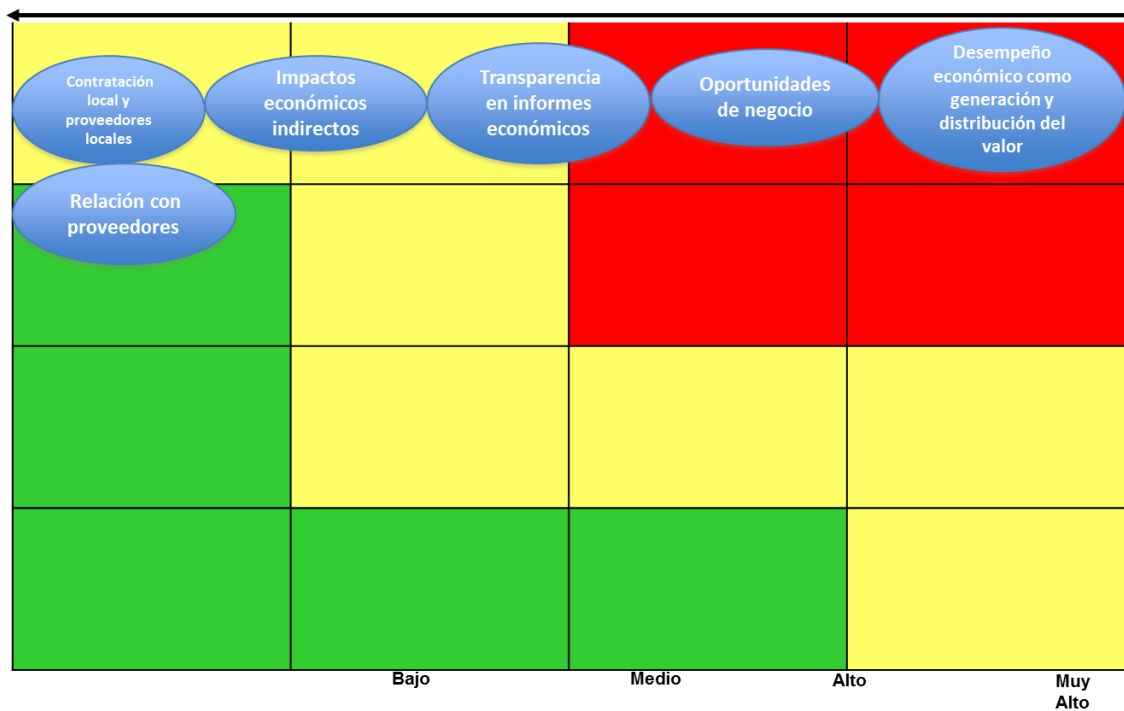 Contratación
local y
proveedores
locales
Impactos
económicos
indirectos
Transparencia
en informes
económicos
Oportunidades
de negocio
Desempeño
económico como
generación y
distribución del
valor
Relación con
proveedores
Bajo
Medio
Alto
Muy
Alto